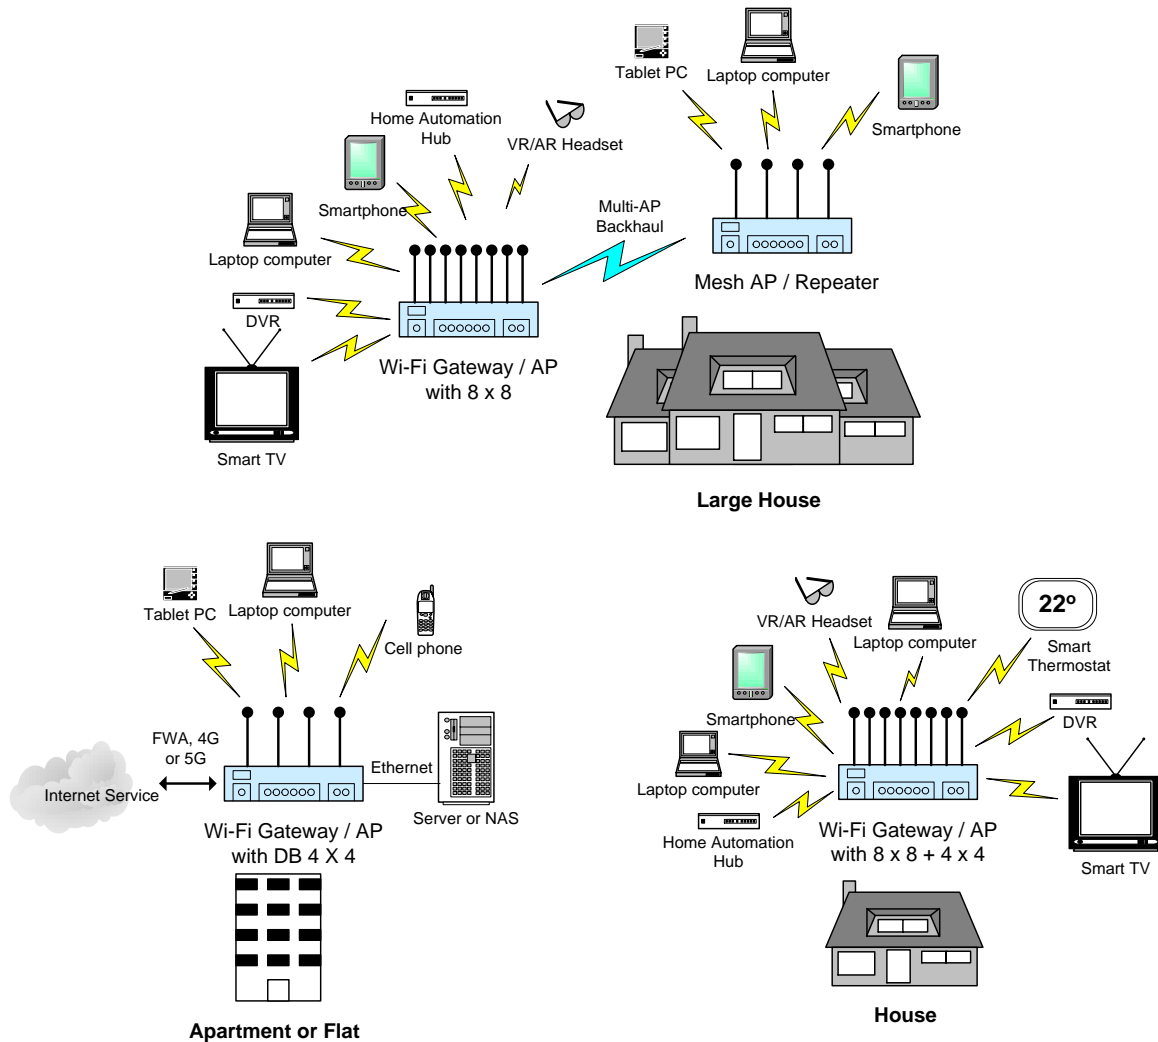 Tablet PC
Laptop computer
Smartphone
Home Automation
Hub
VR/AR Headset
Smartphone
Laptop computer
DVR
Smart TV
Multi-AP
Backhaul
Mesh AP / Repeater
Wi-Fi Gateway / AP
with 8 x 8
Large House
Tablet PC
Laptop computer
Cell phone
FWA, 4G
or 5G
Internet Service
Ethernet
Server or NAS
Wi-Fi Gateway / AP
with DB 4 X 4
Apartment or Flat
VR/AR Headset
Laptop computer
22º
Smart
Thermostat
Smartphone
DVR
Laptop computer
Home Automation
Hub
Wi-Fi Gateway / AP
with 8 x 8 + 4 x 4
Smart TV
House